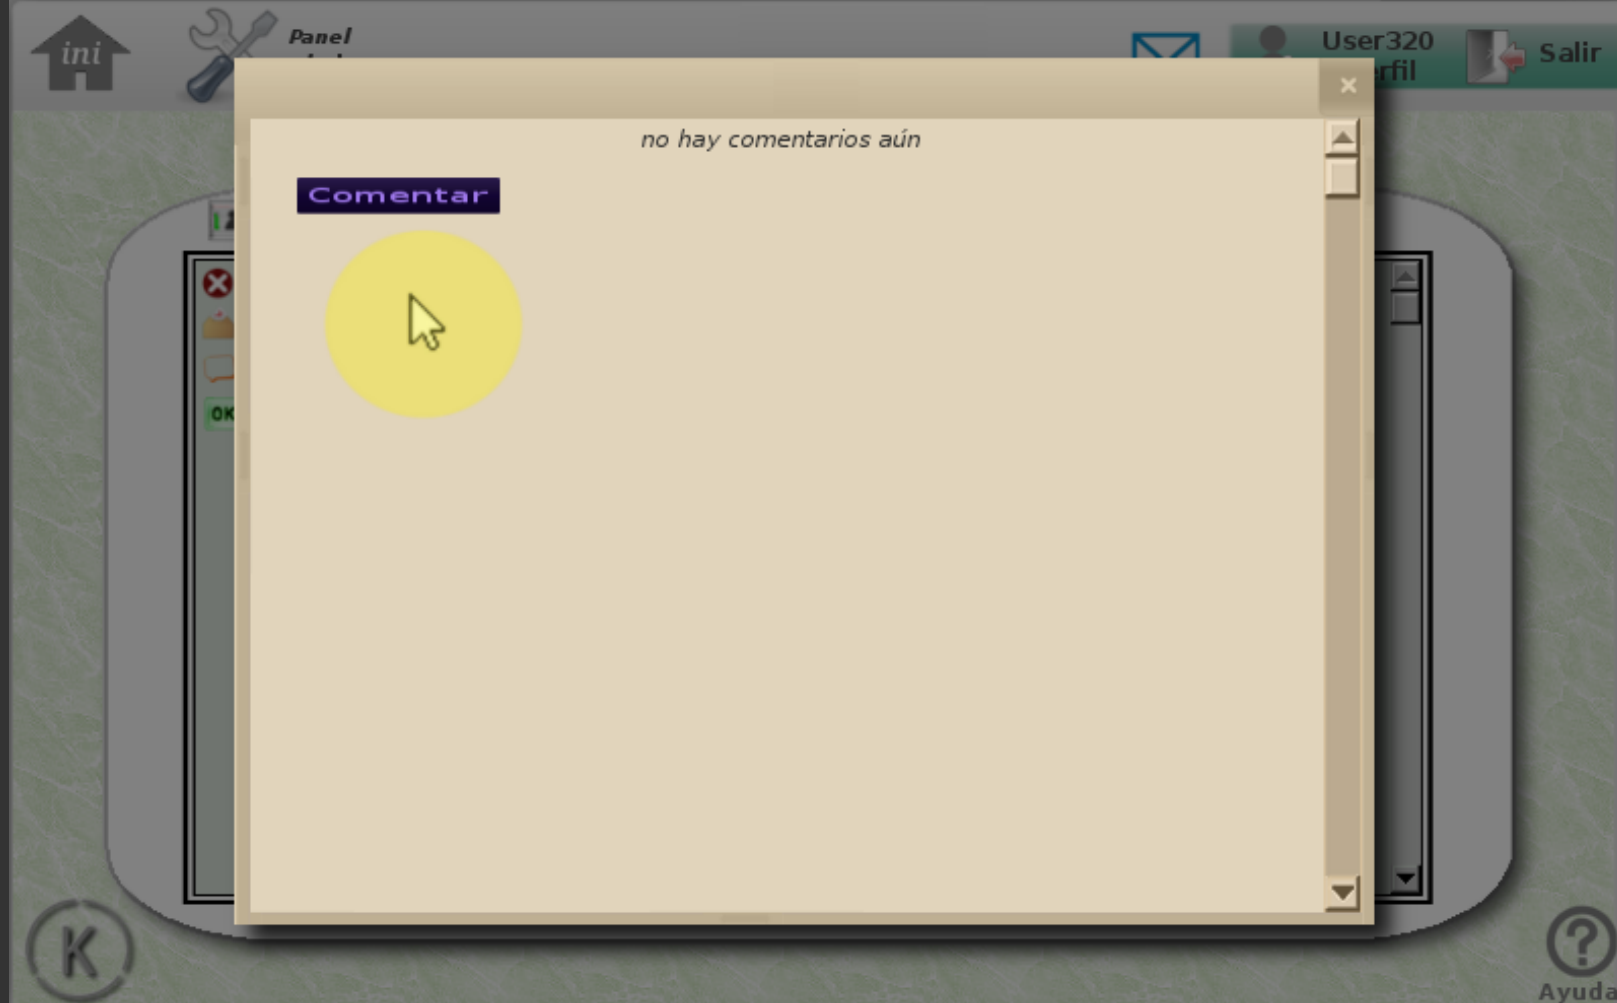 ini
Panel
User320
Salir
no hay comentarios aún
Comentar
OK
K
?
Ayuda